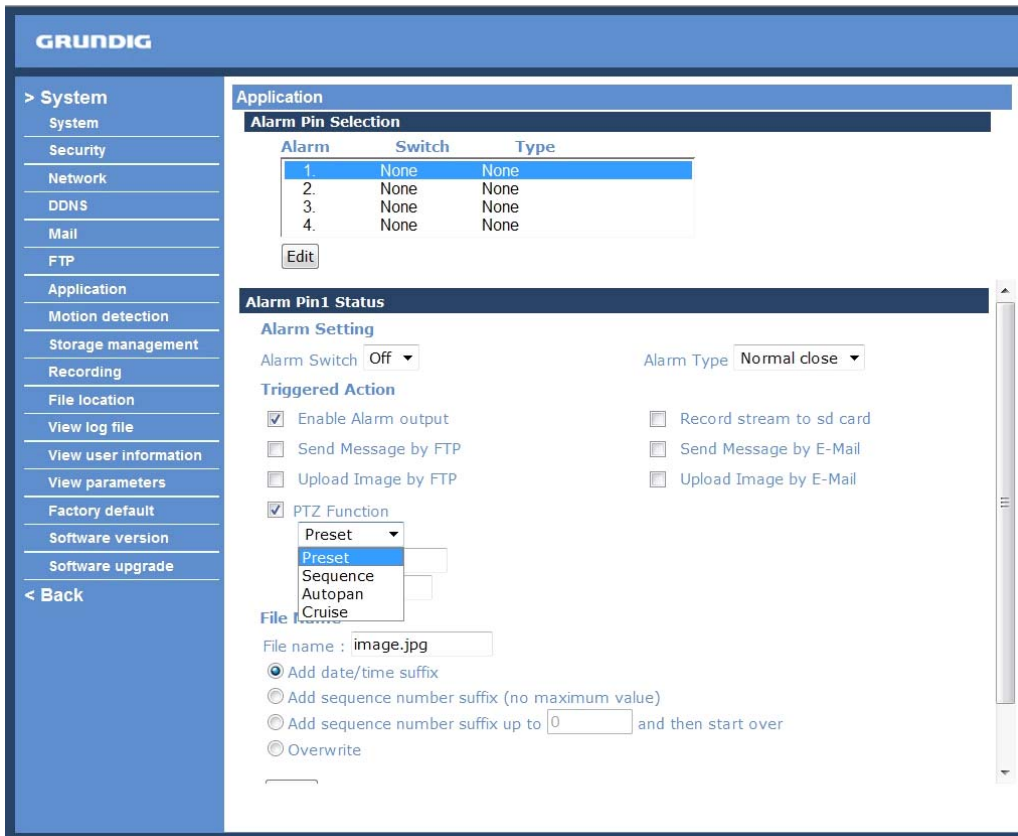 GRUNDIG
> System
System
Security
Network
DDNS
Mail
FTP
Application
Motion detection
Storage management
Recording
File location
View log file
View user information
View parameters
Factory default
Software version
Software upgrade
< Back
Application
Alarm Pin Selection
Alarm Switch Type
1. None None
2. None None
3. None None
4. None None
Edit
Alarm Pin1 Status
Alarm Setting
Alarm Switch Off Alarm Type Normal close
Triggered Action
Enable Alarm output Record stream to sd card
Send Message by FTP Send Message by E-Mail
Upload Image by FTP Upload Image by E-Mail
PTZ Function
Preset
Preset
Sequence
Autopan
Cruise
File Name
File name : image.jpg
Add date/time suffix
Add sequence number suffix (no maximum value)
Add sequence number suffix up to 0 and then start over
Overwrite